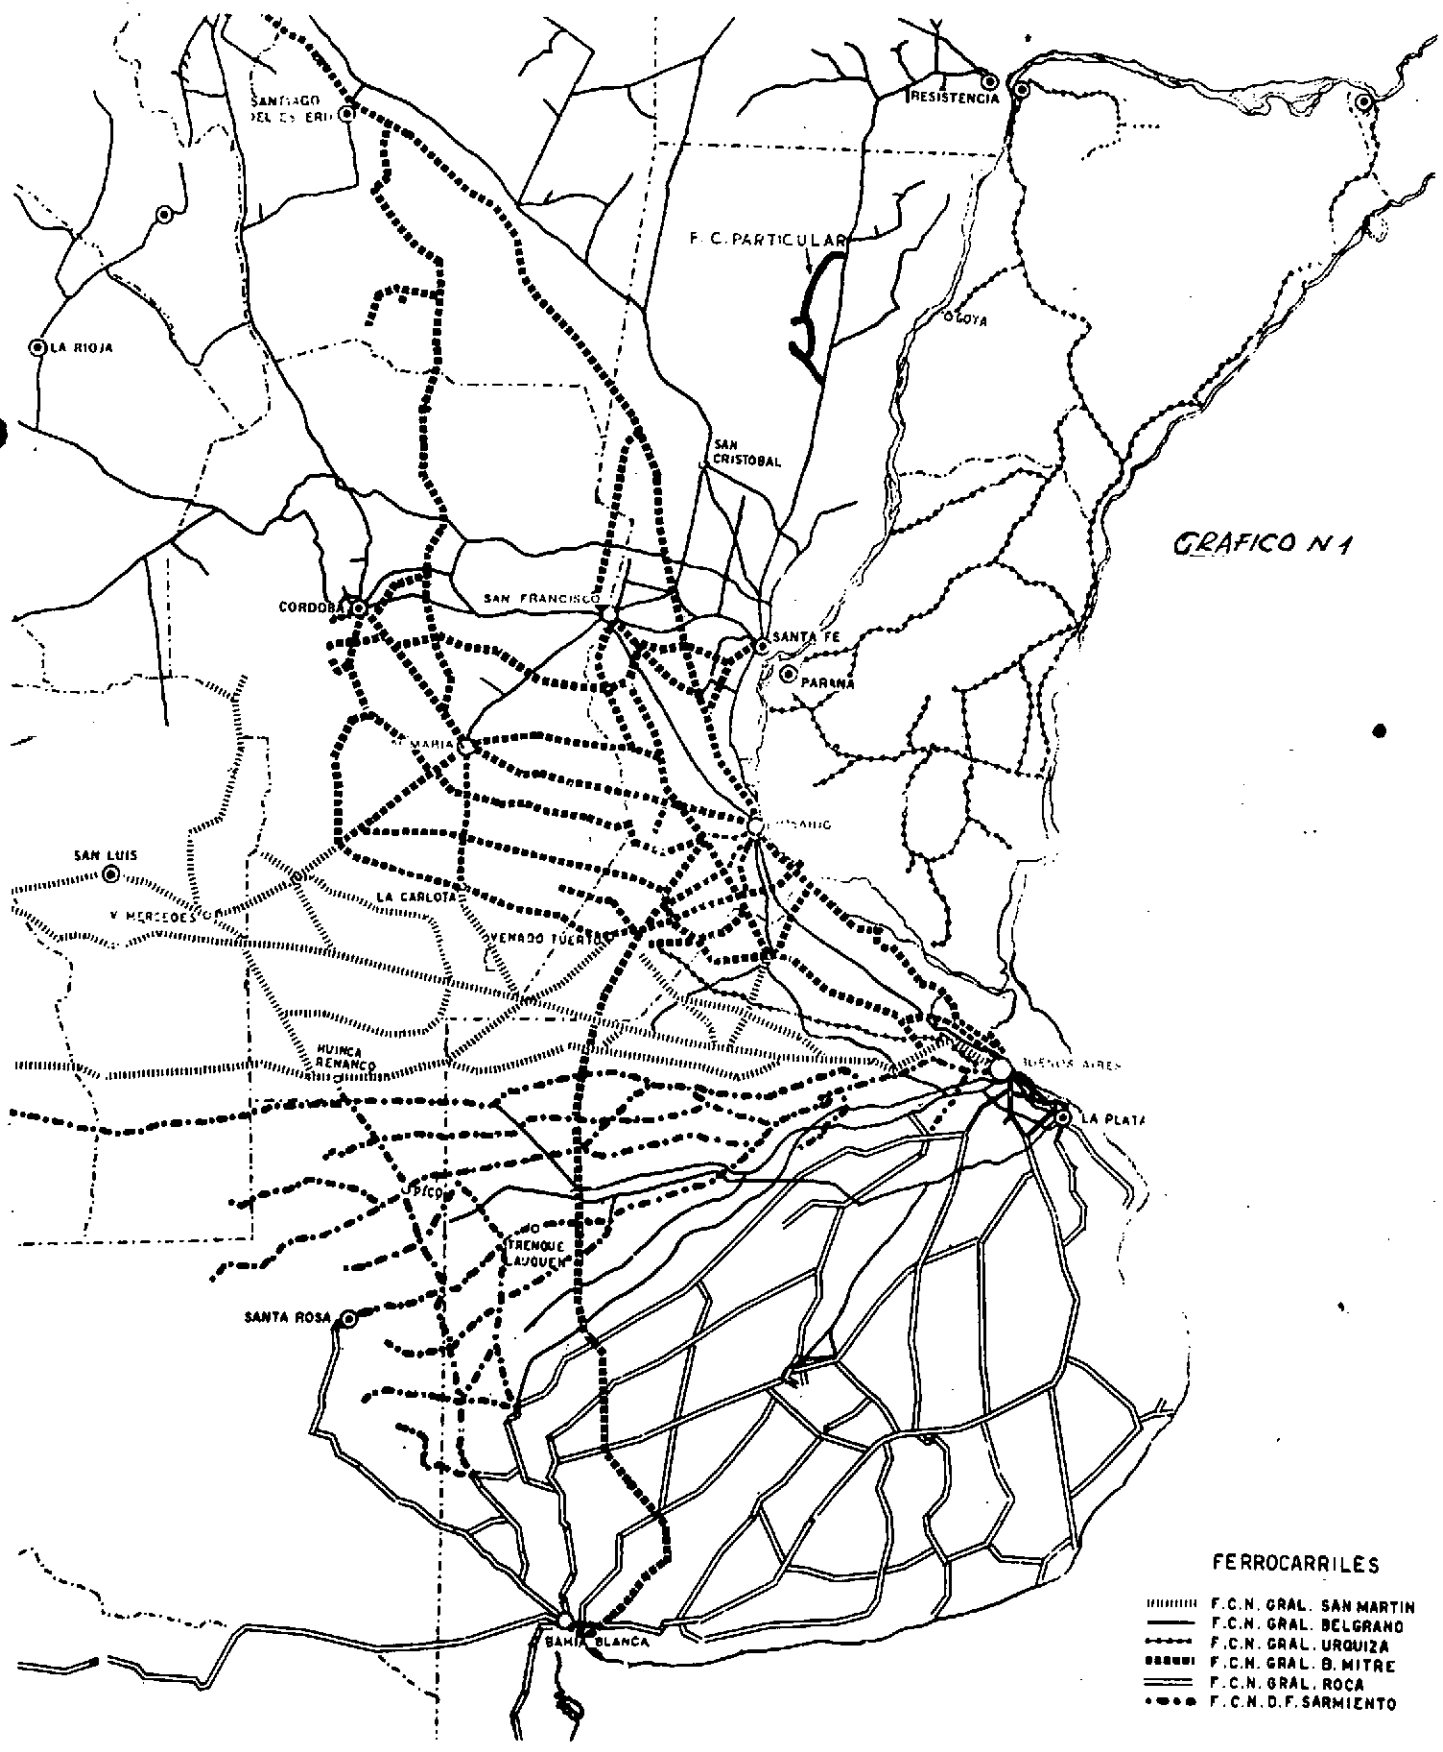 SANTIAGO
RESISTENCIA
F. C. PARTICULAR
GOYA
LA RIOJA
SAN
CRISTOBAL
GRAFICO N 1
CORDOBA
SAN FRANCISCO
SANTA FE
PARANA
MARIA
SAN LUIS
LA CARLOTA
V. MERCEDES
VENADO TUERTO
HUINCA
RENANCO
BUENOS AIRES
LA PLATA
PICO
TRENQUE
LAUQUEN
SANTA ROSA
BAHIA BLANCA
FERROCARRILES
F.C.N. GRAL. SAN MARTIN
F.C.N. GRAL. BELGRANO
F.C.N. GRAL. URQUIZA
F.C.N. GRAL. B. MITRE
F.C.N. GRAL. ROCA
F.C.N. D.F. SARMIENTO